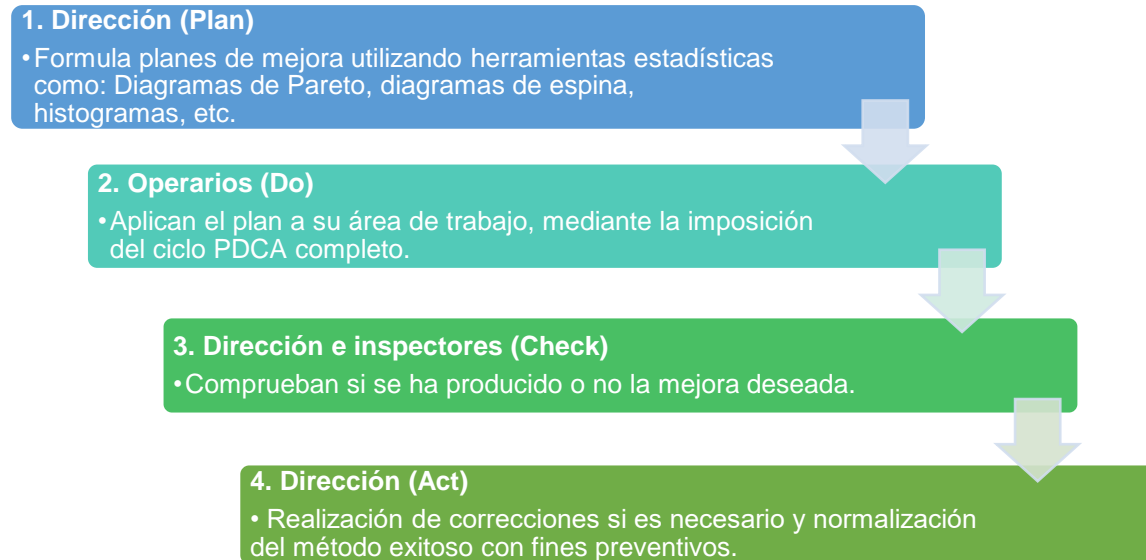 1. Dirección (Plan)
•Formula planes de mejora utilizando herramientas estadísticas
como: Diagramas de Pareto, diagramas de espina,
histogramas, etc.
2. Operarios (Do)
•Aplican el plan a su área de trabajo, mediante la imposición
del ciclo PDCA completo.
3. Dirección e inspectores (Check)
•Comprueban si se ha producido o no la mejora deseada.
4. Dirección (Act)
• Realización de correcciones si es necesario y normalización
del método exitoso con fines preventivos.